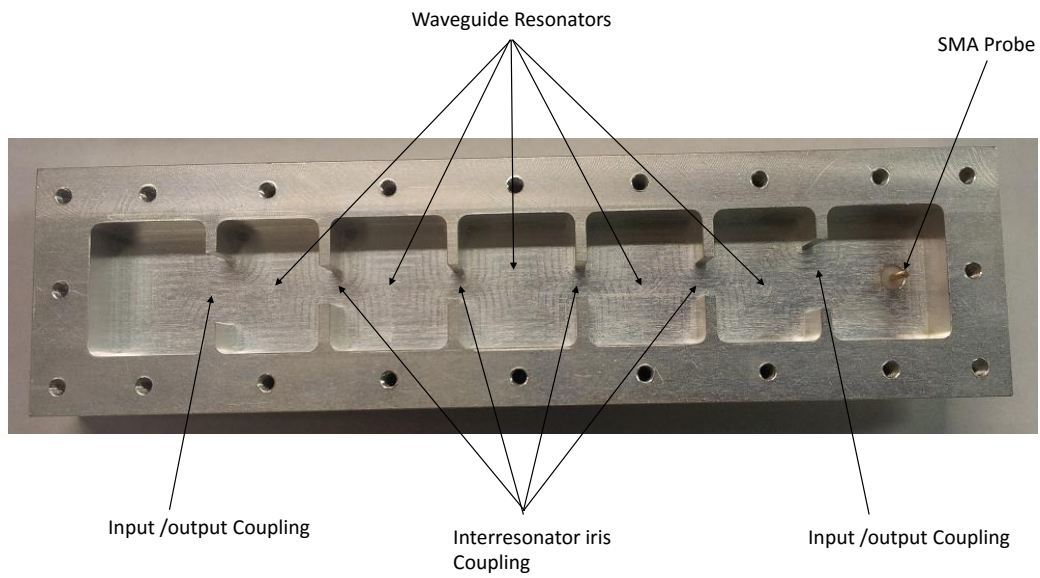 Waveguide Resonators
SMA Probe
Input /output Coupling
Interresonator iris
Coupling
Input /output Coupling